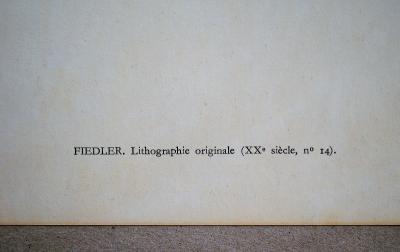 FIEDLER. Lithographie originale (XXᵉ siècle, nº 14).